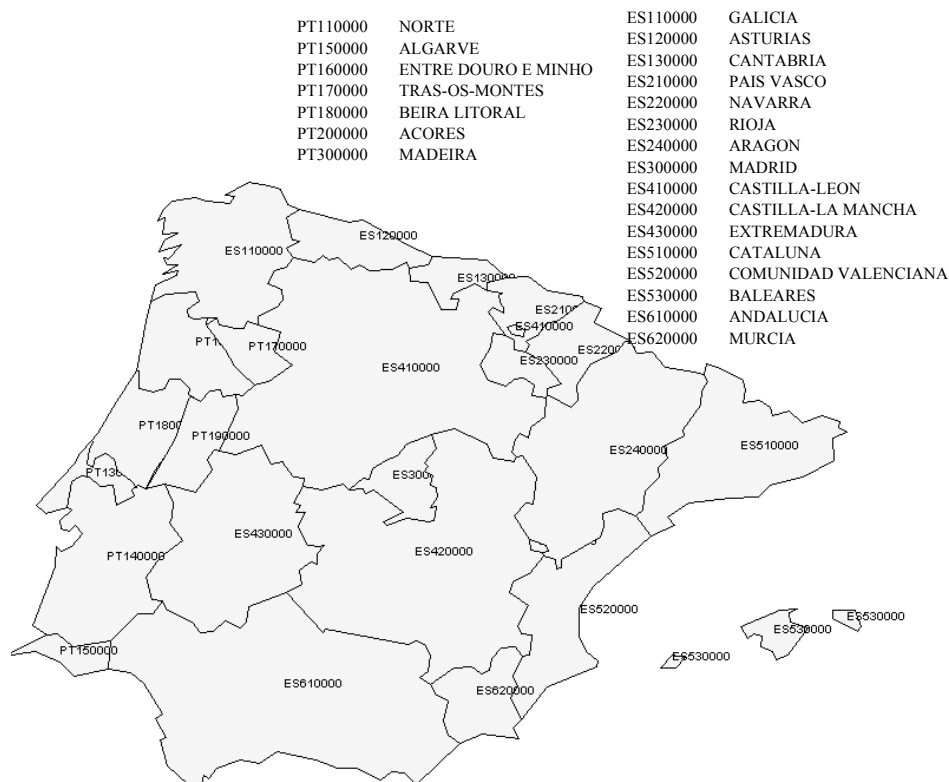 PT110000 NORTE
PT150000 ALGARVE
PT160000 ENTRE DOURO E MINHO
PT170000 TRAS-OS-MONTES
PT180000 BEIRA LITORAL
PT200000 ACORES
PT300000 MADEIRA
ES110000 GALICIA
ES120000 ASTURIAS
ES130000 CANTABRIA
ES210000 PAIS VASCO
ES220000 NAVARRA
ES230000 RIOJA
ES240000 ARAGON
ES300000 MADRID
ES410000 CASTILLA-LEON
ES420000 CASTILLA-LA MANCHA
ES430000 EXTREMADURA
ES510000 CATALUNA
ES520000 COMUNIDAD VALENCIANA
ES530000 BALEARES
ES610000 ANDALUCIA
ES620000 MURCIA
ES120000
ES110000
ES130000
ES410000
PT170000
ES230000
ES410000
PT190000
ES240000
ES510000
ES430000
ES420000
PT140000
ES520000
ES530000
ES530000
ES530000
PT150000
ES610000
ES620000